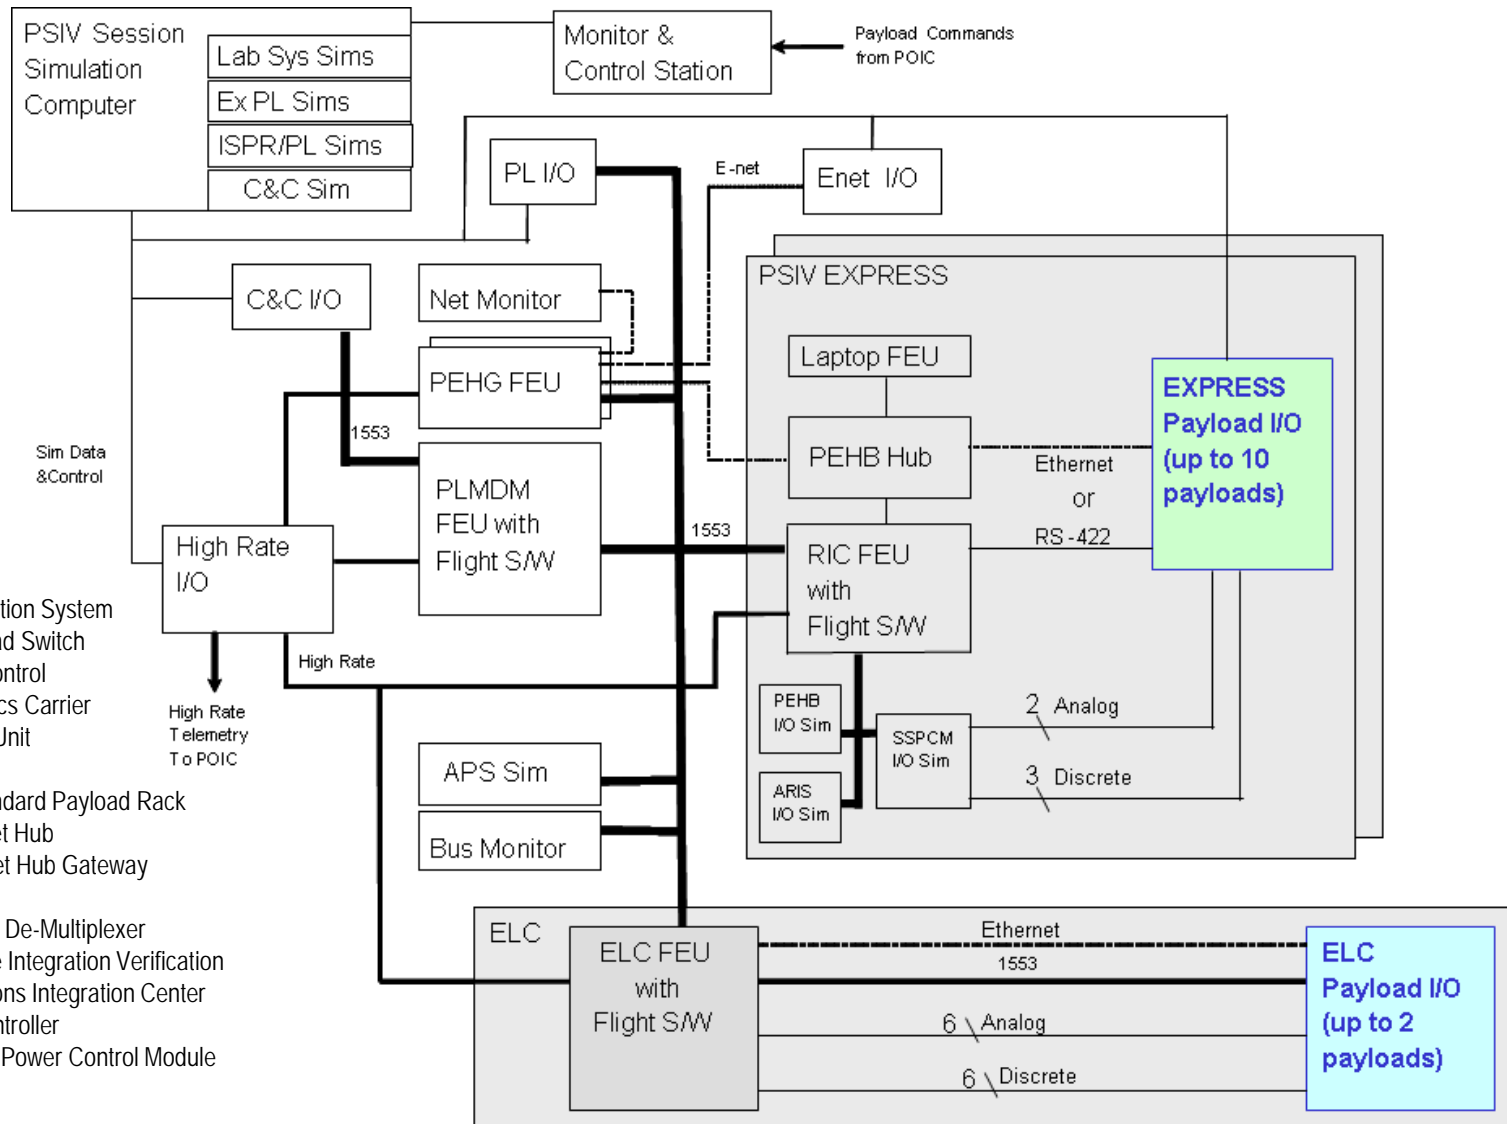 PSIV Session
Simulation
Computer
Lab Sys Sims
Ex PL Sims
ISPR/PL Sims
C&C Sim
Monitor &
Control Station
Payload Commands
from POIC
PL I/O
E-net
Enet I/O
C&C I/O
Net Monitor
PEHG FEU
1553
Sim Data
&Control
PLMDM
FEU with
Flight S/W
High Rate
I/O
1553
High Rate
High Rate
Telemetry
To POIC
PSIV EXPRESS
Laptop FEU
PEHB Hub
Ethernet
or
RS-422
EXPRESS
Payload I/O
(up to 10
payloads)
RIC FEU
with
Flight S/W
PEHB
I/O Sim
ARIS
I/O Sim
SSPCM
I/O Sim
2 Analog
3 Discrete
APS Sim
Bus Monitor
tion System
d Switch
ontrol
cs Carrier
Unit
ndard Payload Rack
et Hub
et Hub Gateway
De-Multiplexer
e Integration Verification
ons Integration Center
ntroller
Power Control Module
ELC
ELC FEU
with
Flight S/W
Ethernet
1553
6 Analog
6 Discrete
ELC
Payload I/O
(up to 2
payloads)